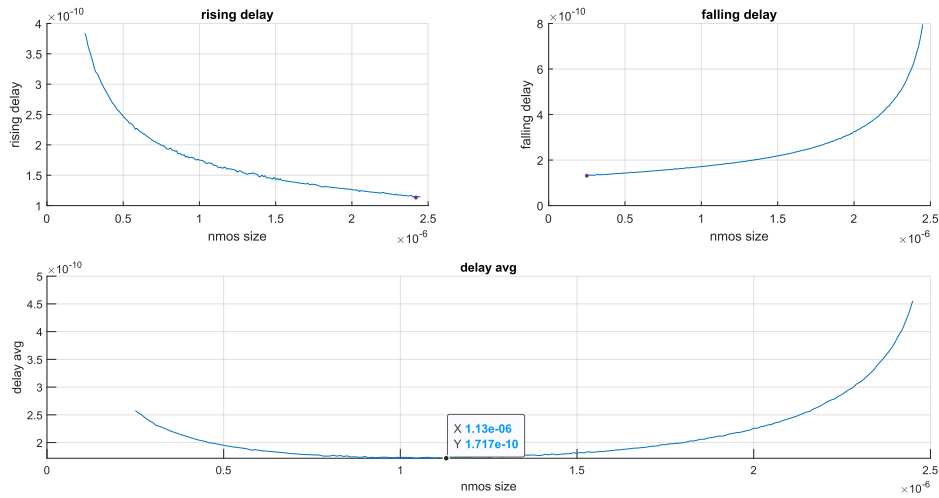 rising delay
×10^-10
4
3.5
3
2.5
2
1.5
1
rising delay
0 0.5 1 1.5 2 2.5
nmos size
×10^-6
falling delay
×10^-10
8
6
4
2
0
falling delay
0 0.5 1 1.5 2 2.5
nmos size
×10^-6
delay avg
×10^-10
5
4.5
4
3.5
3
2.5
2
delay avg
X 1.13e-06
Y 1.717e-10
0 0.5 1 1.5 2 2.5
nmos size
×10^-6